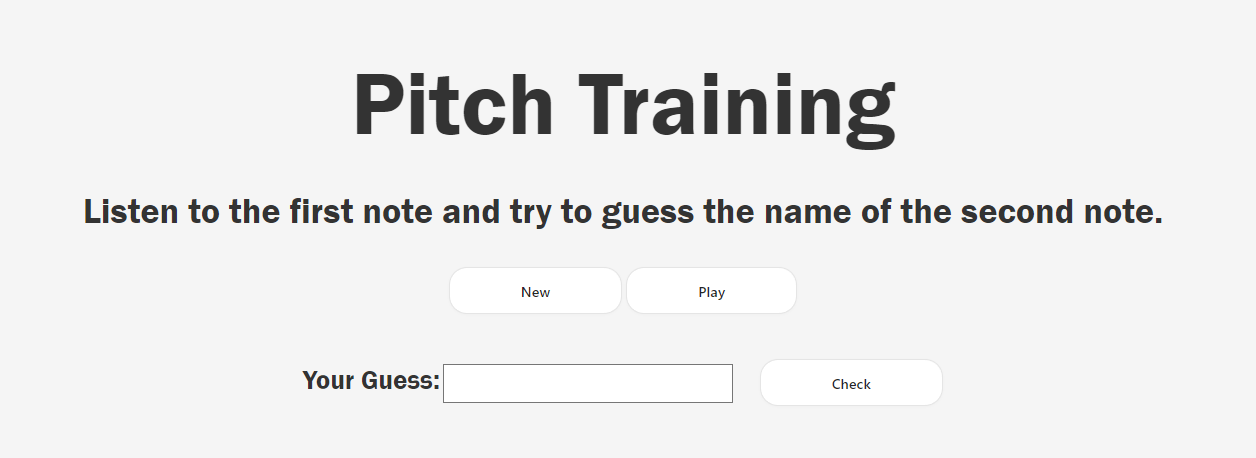 Pitch Training
Listen to the first note and try to guess the name of the second note.
New Play
Your Guess: Check